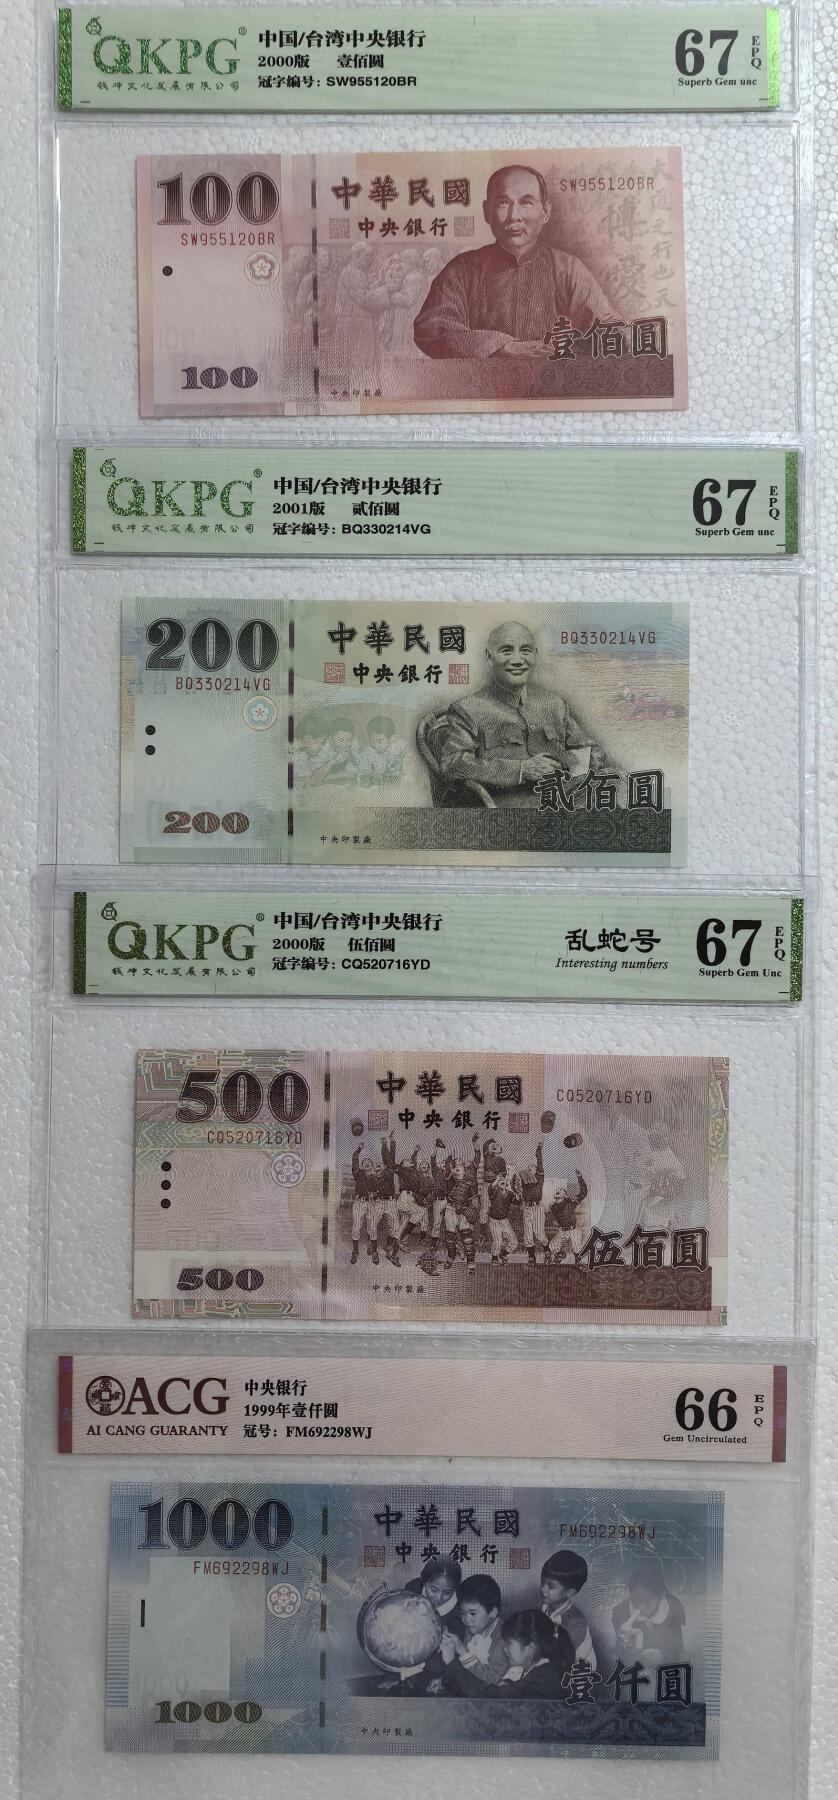 QKPG®
钱坤文化发展有限公司
中国/台湾中央银行
2000版 壹佰圆
冠字编号: SW955120BR
67 EPQ
Superb Gem unc
100
SW955120BR
中華民國
中央銀行
SW955120BR
博愛
壹佰圓
100
中央印製廠
QKPG®
钱坤文化发展有限公司
中国/台湾中央银行
2001版 贰佰圆
冠字编号: BQ330214VG
67 EPQ
Superb Gem unc
200
BQ330214VG
中華民國
中央銀行
BQ330214VG
貳佰圓
200
中央印製廠
QKPG®
钱坤文化发展有限公司
中国/台湾中央银行
2000版 伍佰圆
冠字编号: CQ520716YD
乱蛇号
Interesting numbers
67 EPQ
Superb Gem Unc
500
CQ520716YD
中華民國
中央銀行
CQ520716YD
伍佰圓
500
中央印製廠
ACG
AI CANG GUARANTY
中央银行
1999年壹仟圆
冠号: FM692298WJ
66 EPQ
Gem Uncirculated
1000
FM692298WJ
中華民國
中央銀行
FM692298WJ
壹仟圓
1000
中央印製廠